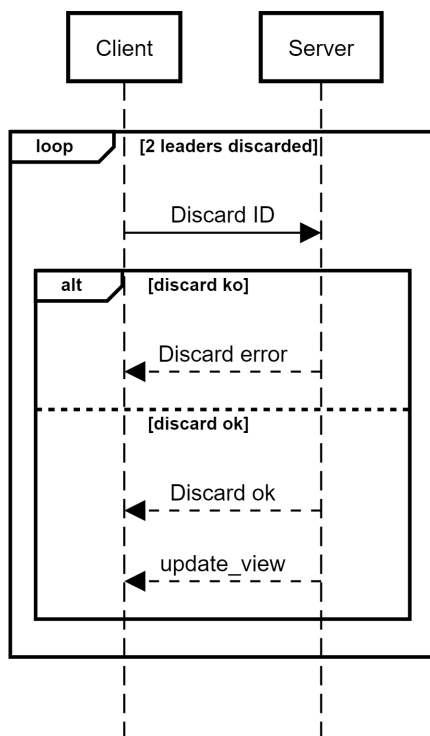 Client
Server
loop
[2 leaders discarded]
Discard ID
alt
[discard ko]
Discard error
[discard ok]
Discard ok
update_view